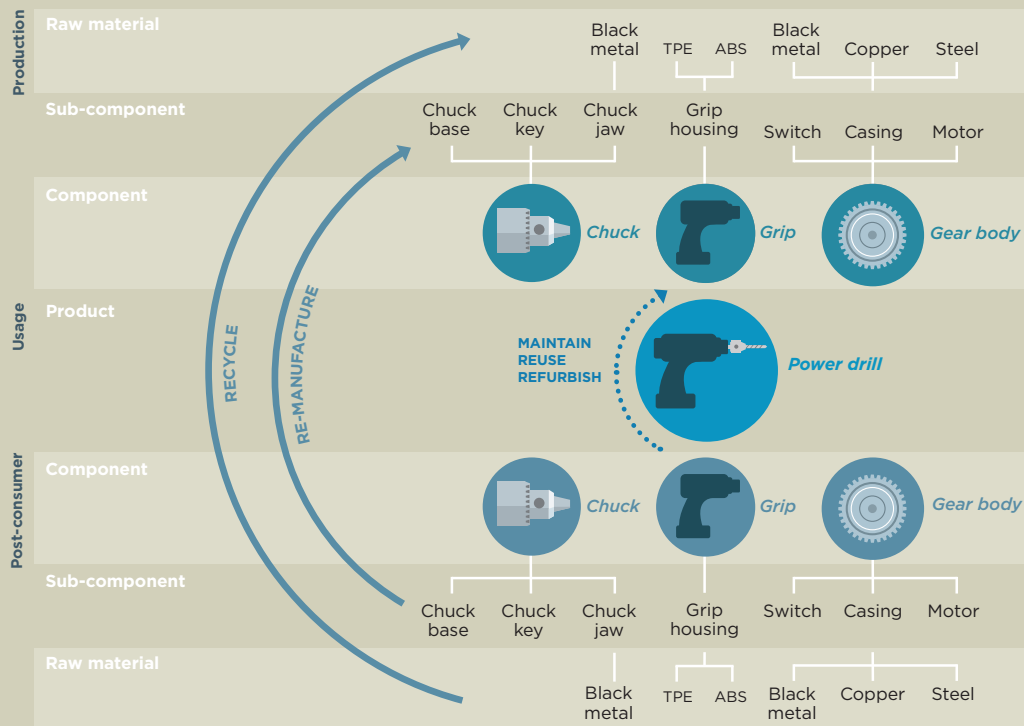 Production
Raw material
Black
metal
TPE
ABS
Black
metal
Copper
Steel
Sub-component
Chuck
base
Chuck
key
Chuck
jaw
Grip
housing
Switch
Casing
Motor
Component
Chuck
Grip
Gear body
Usage
Product
RECYCLE
RE-MANUFACTURE
MAINTAIN
REUSE
REFURBISH
Power drill
Post-consumer
Component
Chuck
Grip
Gear body
Sub-component
Chuck
base
Chuck
key
Chuck
jaw
Grip
housing
Switch
Casing
Motor
Raw material
Black
metal
TPE
ABS
Black
metal
Copper
Steel